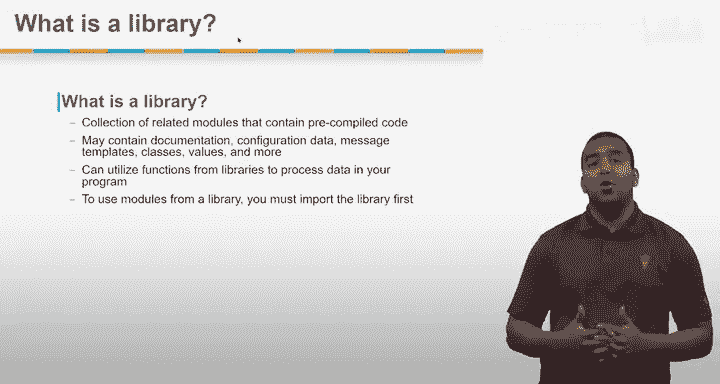 What is a library?
What is a library?
– Collection of related modules that contain pre-compiled code
– May contain documentation, configuration data, message
templates, classes, values, and more
– Can utilize functions from libraries to process data in your
program
– To use modules from a library, you must import the library first